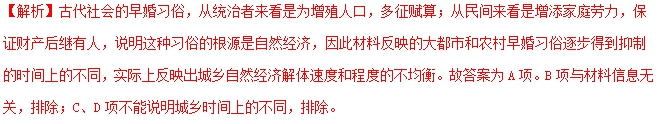 【解析】古代社会的早婚习俗，从统治者来看是为增殖人口，多征赋算；从民间来看是增添家庭劳力，保
证财产后继有人，说明这种习俗的根源是自然经济，因此材料反映的大都市和农村早婚习俗逐步得到抑制
的时间上的不同，实际上反映出城乡自然经济解体速度和程度的不均衡。故答案为 A 项。B 项与材料信息无
关，排除；C、D 项不能说明城乡时间上的不同，排除。